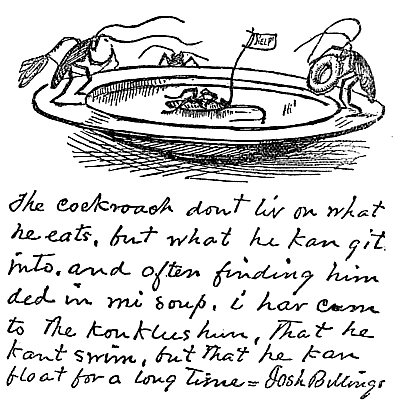 HELP
Hi!
The cockroach dont liv on what
he eats, but what he kan git
into, and often finding him
ded in mi soup, i hav cum
to the konklushun, That he
kant swim, but That he kan
float for a long Time = Josh Billings